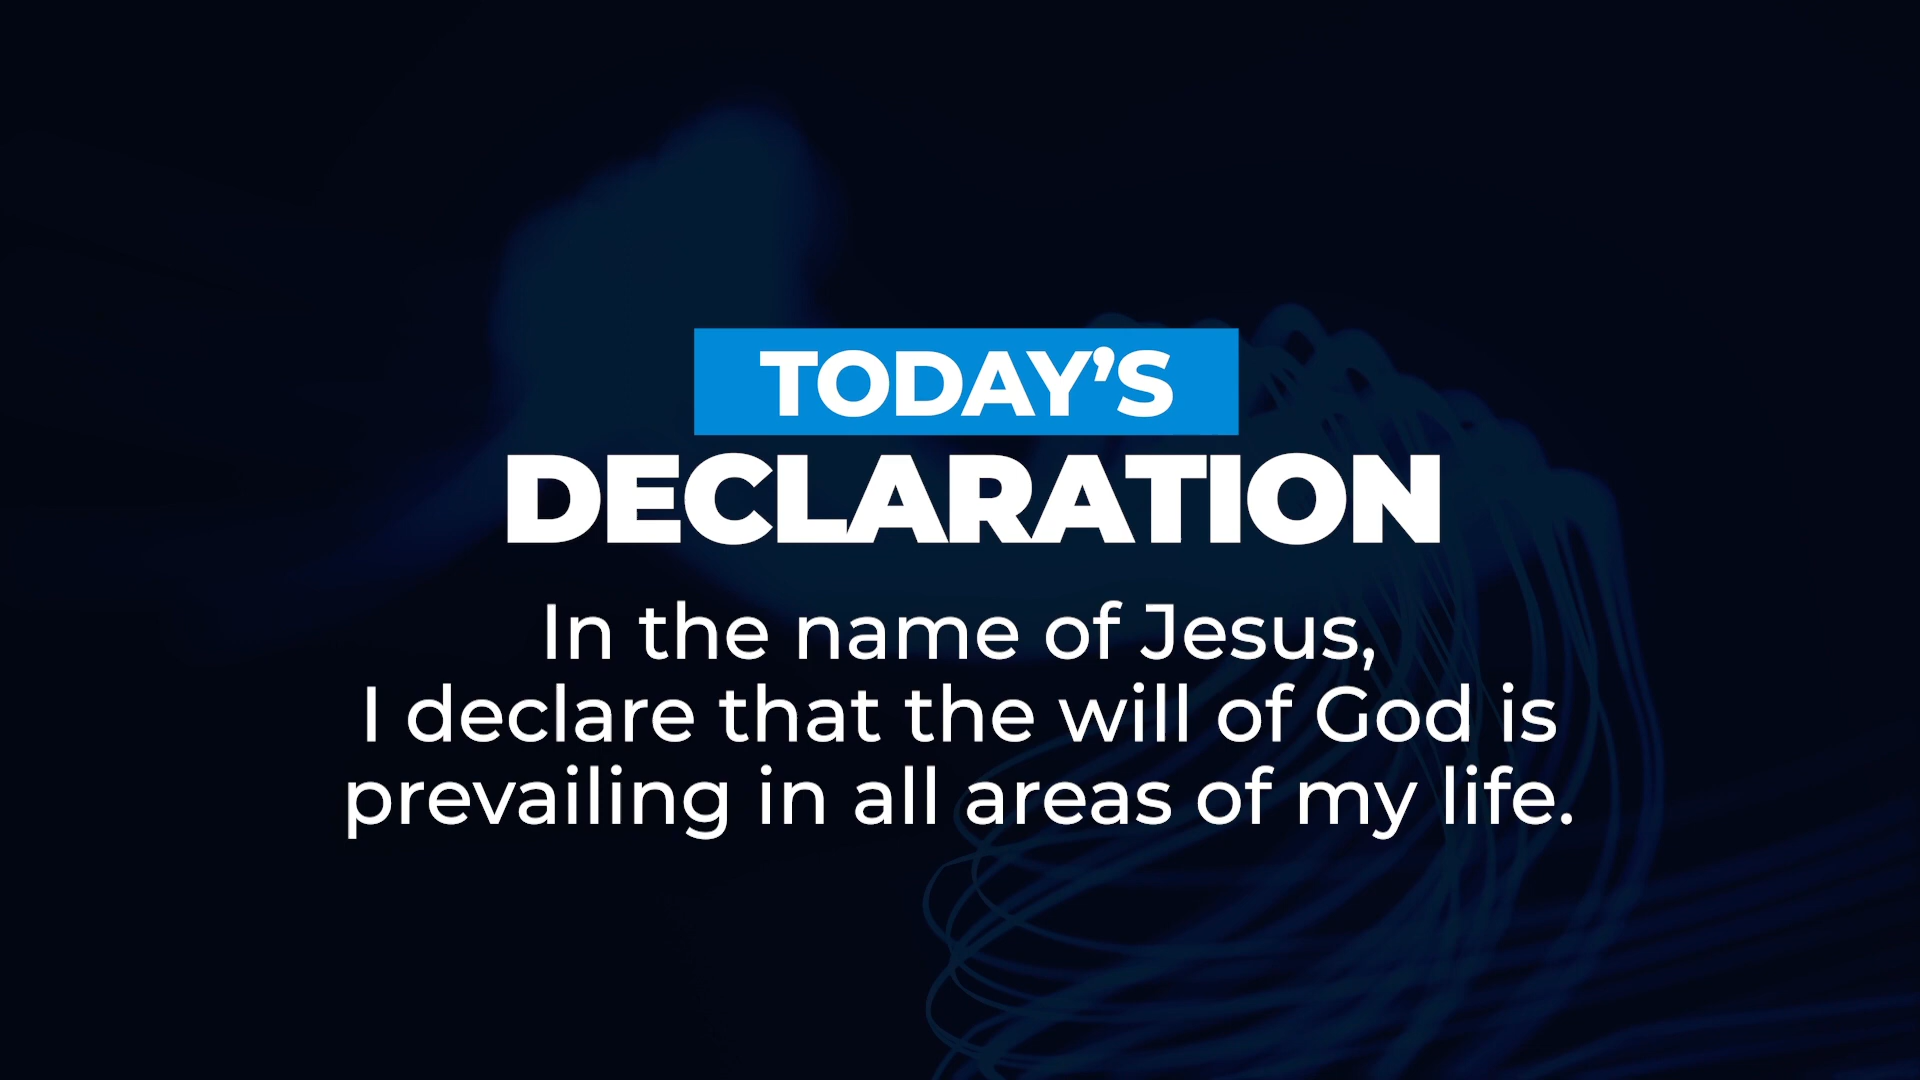 TODAY’S
DECLARATION
In the name of Jesus,
I declare that the will of God is
prevailing in all areas of my life.